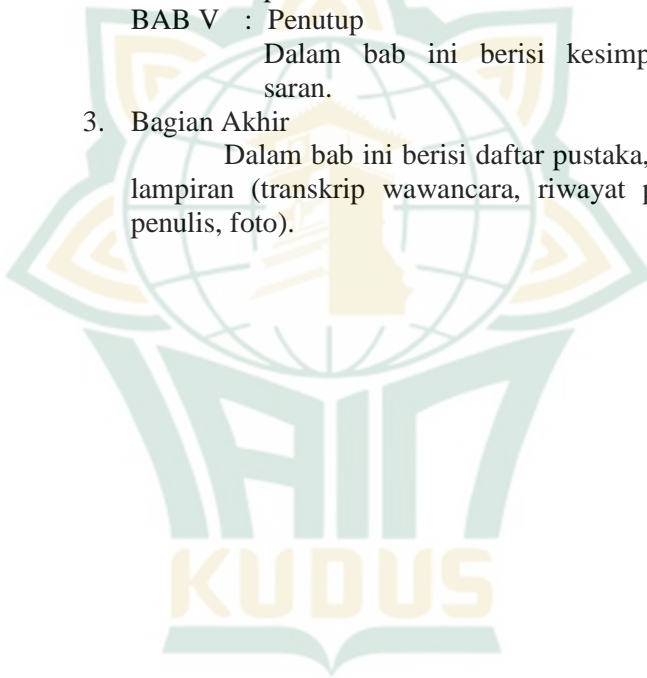 BAB V : Penutup
Dalam bab ini berisi
saran.
3. Bagian Akhir
Dalam bab ini berisi daftar pustaka,
lampiran (transkrip wawancara, riwayat
penulis, foto).
IAIN
KUDUS